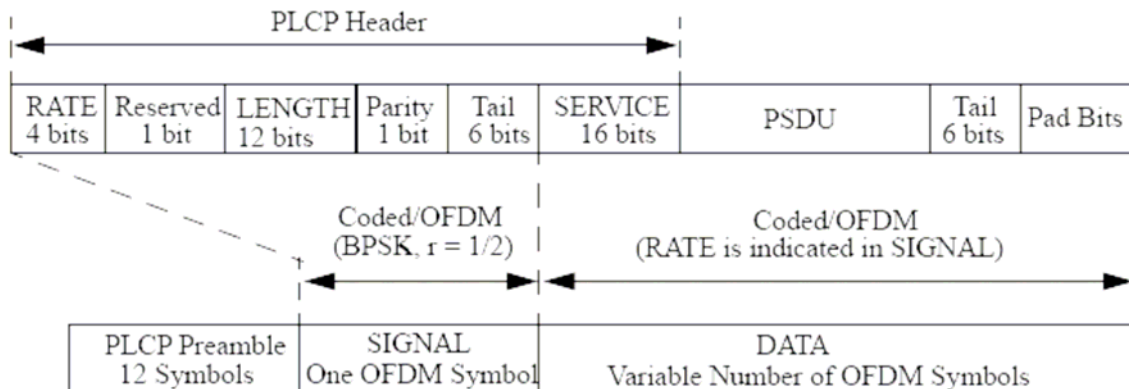 PLCP Header
RATE Reserved LENGTH Parity Tail SERVICE PSDU Tail Pad Bits
4 bits 1 bit 12 bits 1 bit 6 bits 16 bits 6 bits
Coded/OFDM Coded/OFDM
(BPSK, r = 1/2) (RATE is indicated in SIGNAL)
PLCP Preamble SIGNAL DATA
12 Symbols One OFDM Symbol Variable Number of OFDM Symbols